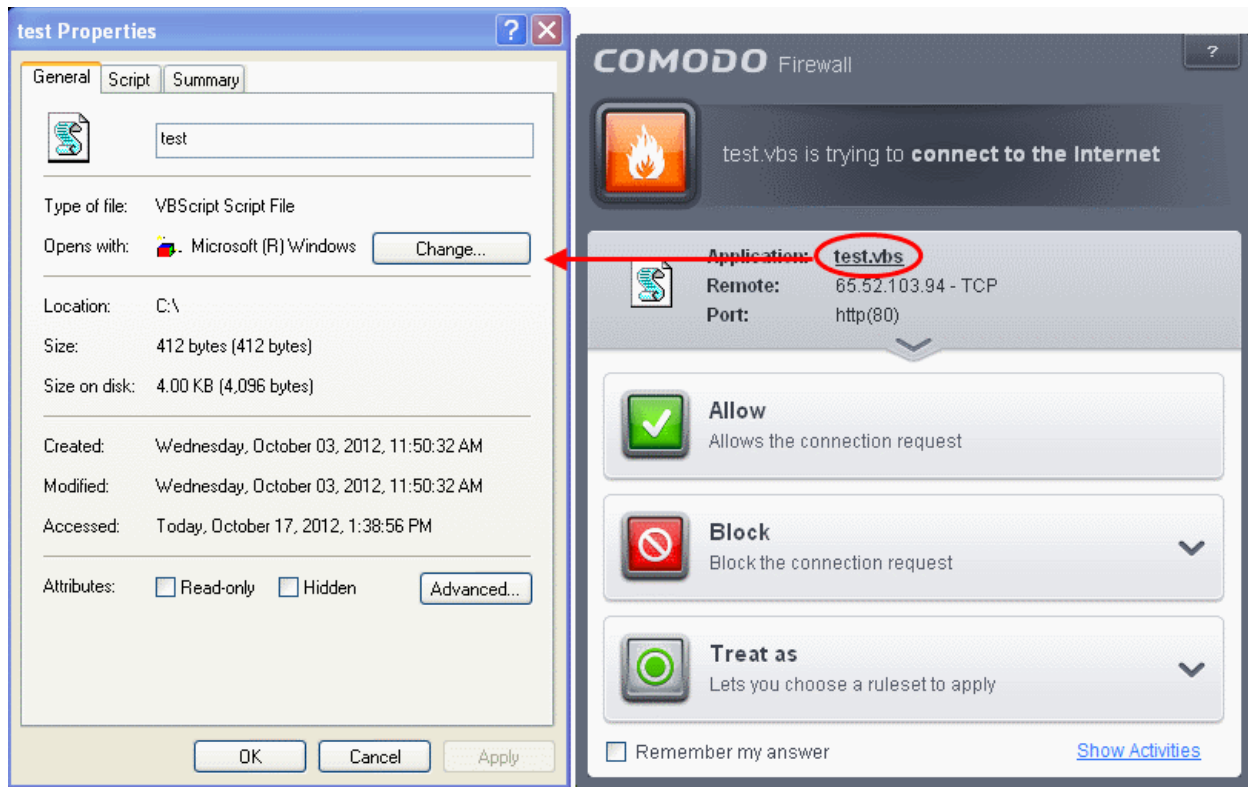 test Properties
?
General Script Summary
test
Type of file: VBScript Script File
Opens with: Microsoft (R) Windows Change...
Location: C:\
Size: 412 bytes (412 bytes)
Size on disk: 4.00 KB (4,096 bytes)
Created: Wednesday, October 03, 2012, 11:50:32 AM
Modified: Wednesday, October 03, 2012, 11:50:32 AM
Accessed: Today, October 17, 2012, 1:38:56 PM
Attributes: Read-only Hidden Advanced...
OK Cancel Apply
COMODO Firewall
?
test.vbs is trying to connect to the Internet
Application: test.vbs
Remote: 65.52.103.94 - TCP
Port: http(80)
Allow
Allows the connection request
Block
Block the connection request
Treat as
Lets you choose a ruleset to apply
Remember my answer Show Activities